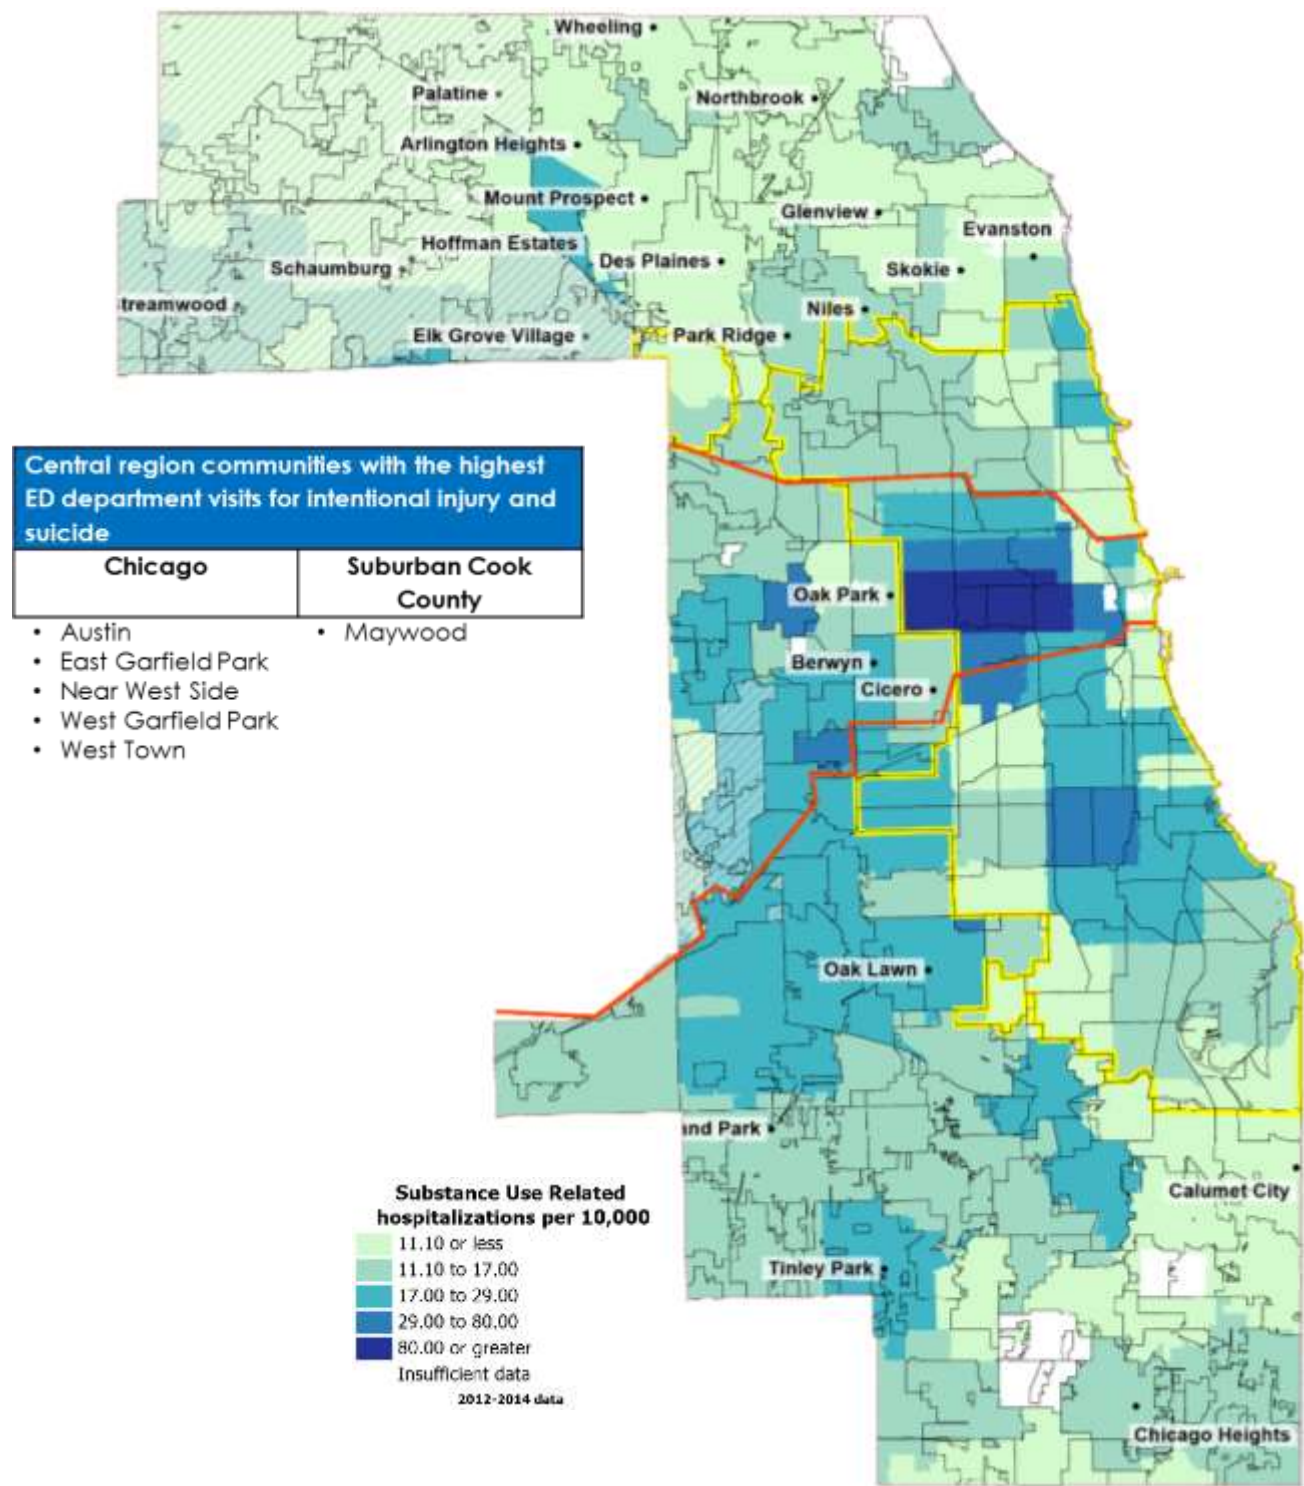 Wheeling
Palatine
Northbrook
Arlington Heights
Mount Prospect
Glenview
Evanston
Hoffman Estates
Schaumburg
Des Plaines
Skokie
treamwood
Niles
Elk Grove Village
Park Ridge
Central region communities with the highest
ED department visits for intentional injury and
suicide
Chicago
Suburban Cook
County
• Austin
• East Garfield Park
• Near West Side
• West Garfield Park
• West Town
• Maywood
Oak Park
Berwyn
Cicero
Oak Lawn
and Park
Calumet City
Tinley Park
Chicago Heights
Substance Use Related
hospitalizations per 10,000
11.10 or less
11.10 to 17.00
17.00 to 29.00
29.00 to 80.00
80.00 or greater
Insufficient data
2012-2014 data